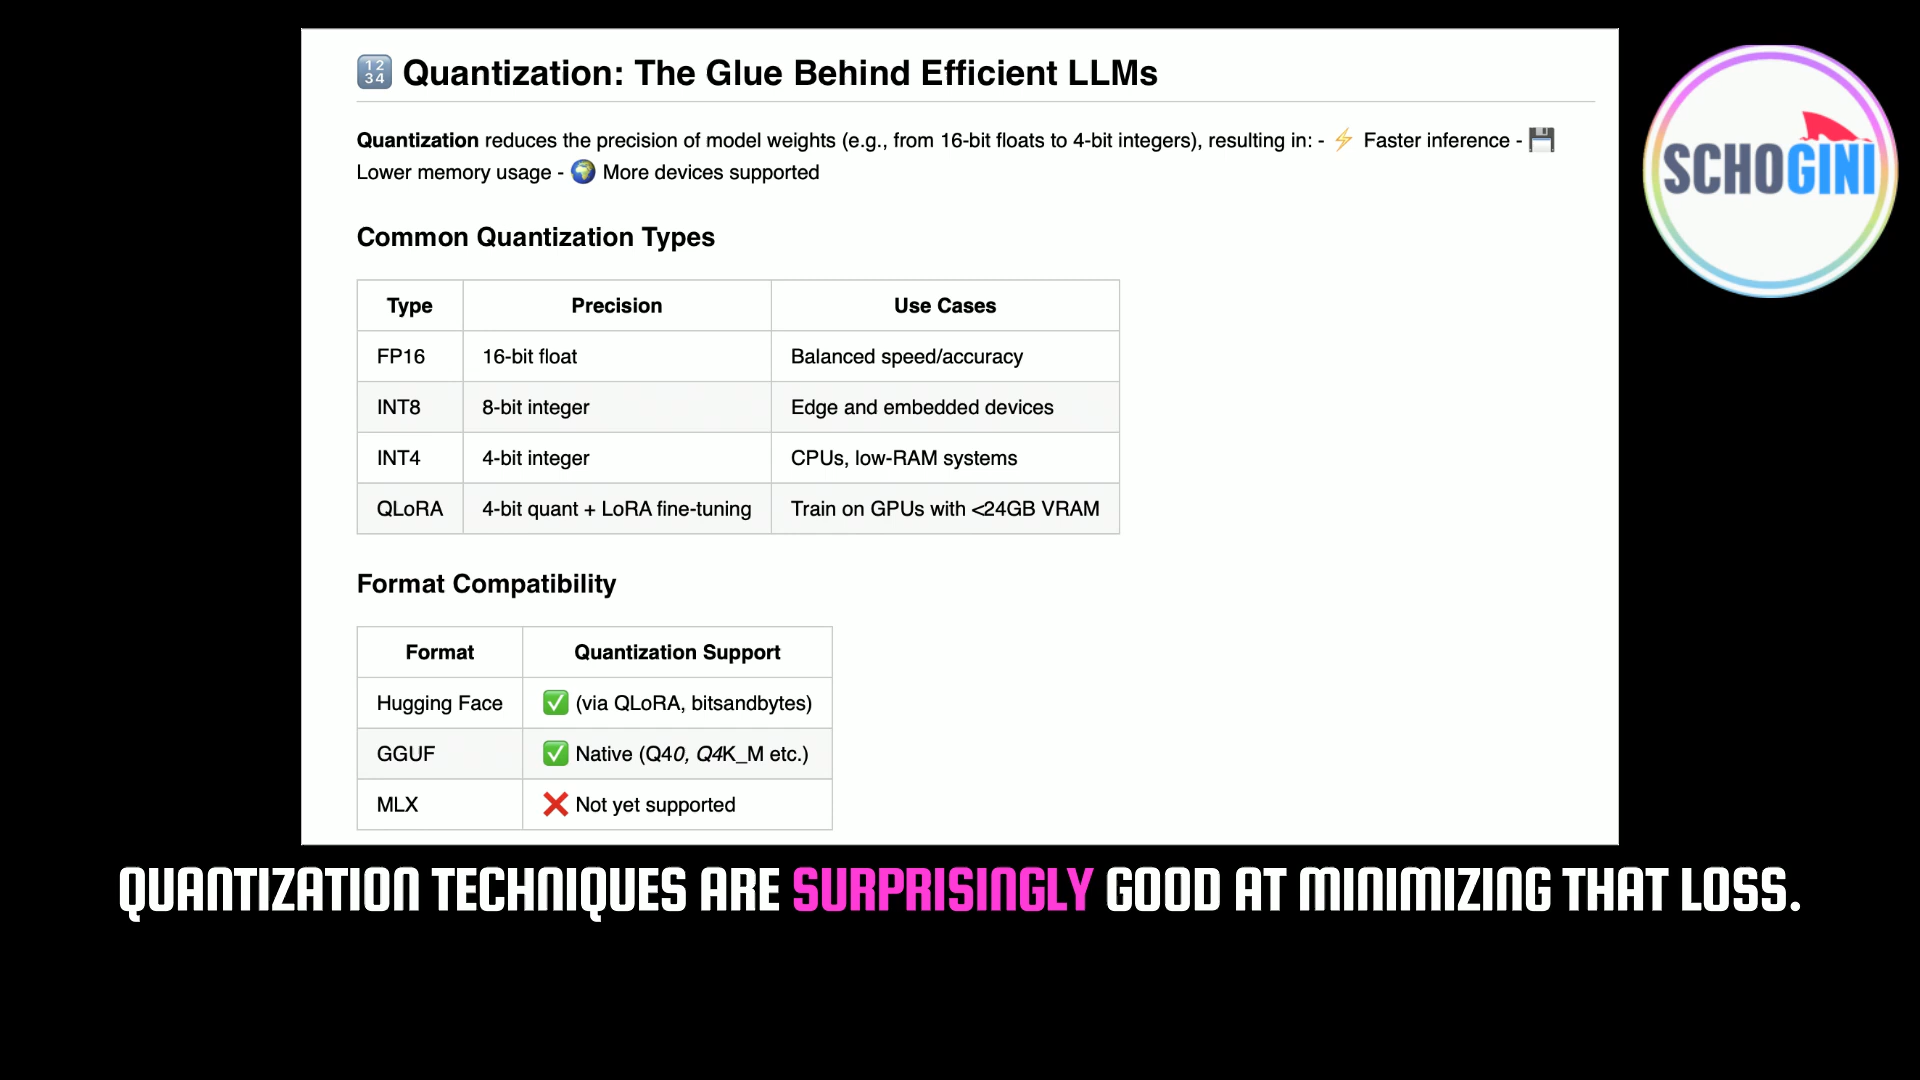 🔢 Quantization: The Glue Behind Efficient LLMs
Quantization reduces the precision of model weights (e.g., from 16-bit floats to 4-bit integers), resulting in: - ⚡ Faster inference - 💾
Lower memory usage - 🌍 More devices supported
Common Quantization Types
Type Precision Use Cases
FP16 16-bit float Balanced speed/accuracy
INT8 8-bit integer Edge and embedded devices
INT4 4-bit integer CPUs, low-RAM systems
QLoRA 4-bit quant + LoRA fine-tuning Train on GPUs with <24GB VRAM
Format Compatibility
Format Quantization Support
Hugging Face ✅ (via QLoRA, bitsandbytes)
GGUF ✅ Native (Q40, Q4K_M etc.)
MLX ❌ Not yet supported
SCHOGINI
QUANTIZATION TECHNIQUES ARE SURPRISINGLY GOOD AT MINIMIZING THAT LOSS.